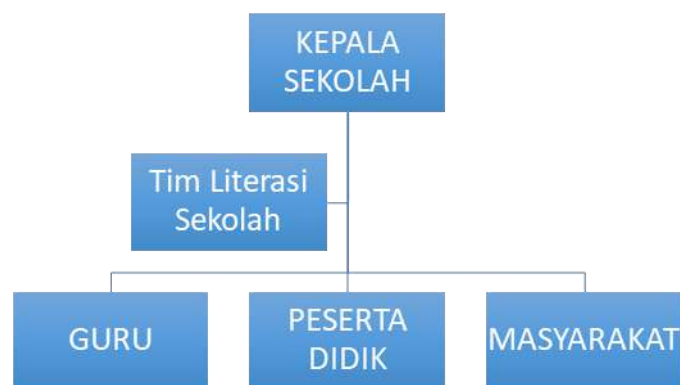 KEPALA
SEKOLAH
Tim Literasi
Sekolah
GURU
PESERTA
DIDIK
MASYARAKAT